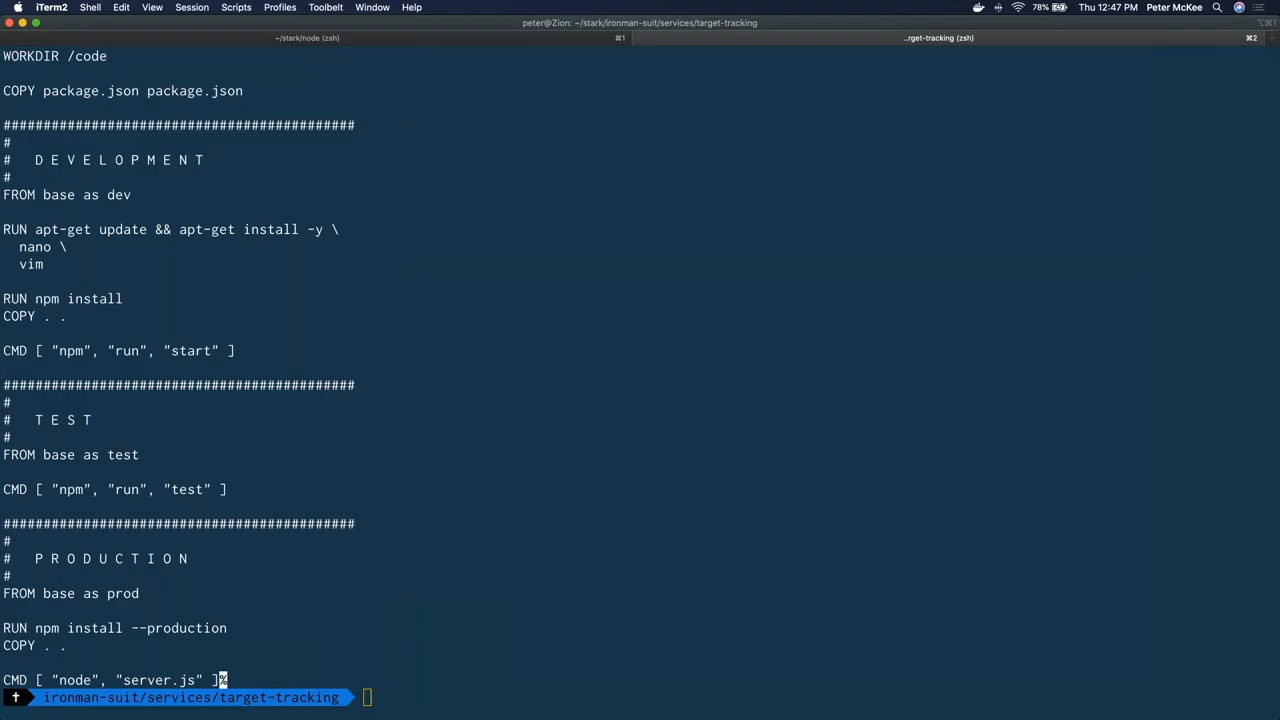 iTerm2 Shell Edit View Session Scripts Profiles Toolbelt Window Help 78% Thu 12:47 PM Peter McKee
peter@Zion: ~/stark/ironman-suit/services/target-tracking ⌥⌘1
~/stark/node (zsh) ⌘1 ..rget-tracking (zsh) ⌘2
WORKDIR /code
COPY package.json package.json
############################################
#
#   D E V E L O P M E N T
#
FROM base as dev
RUN apt-get update && apt-get install -y \
  nano \
  vim
RUN npm install
COPY . .
CMD [ "npm", "run", "start" ]
############################################
#
#   T E S T
#
FROM base as test
CMD [ "npm", "run", "test" ]
############################################
#
#   P R O D U C T I O N
#
FROM base as prod
RUN npm install --production
COPY . .
CMD [ "node", "server.js" ]%
ironman-suit/services/target-tracking